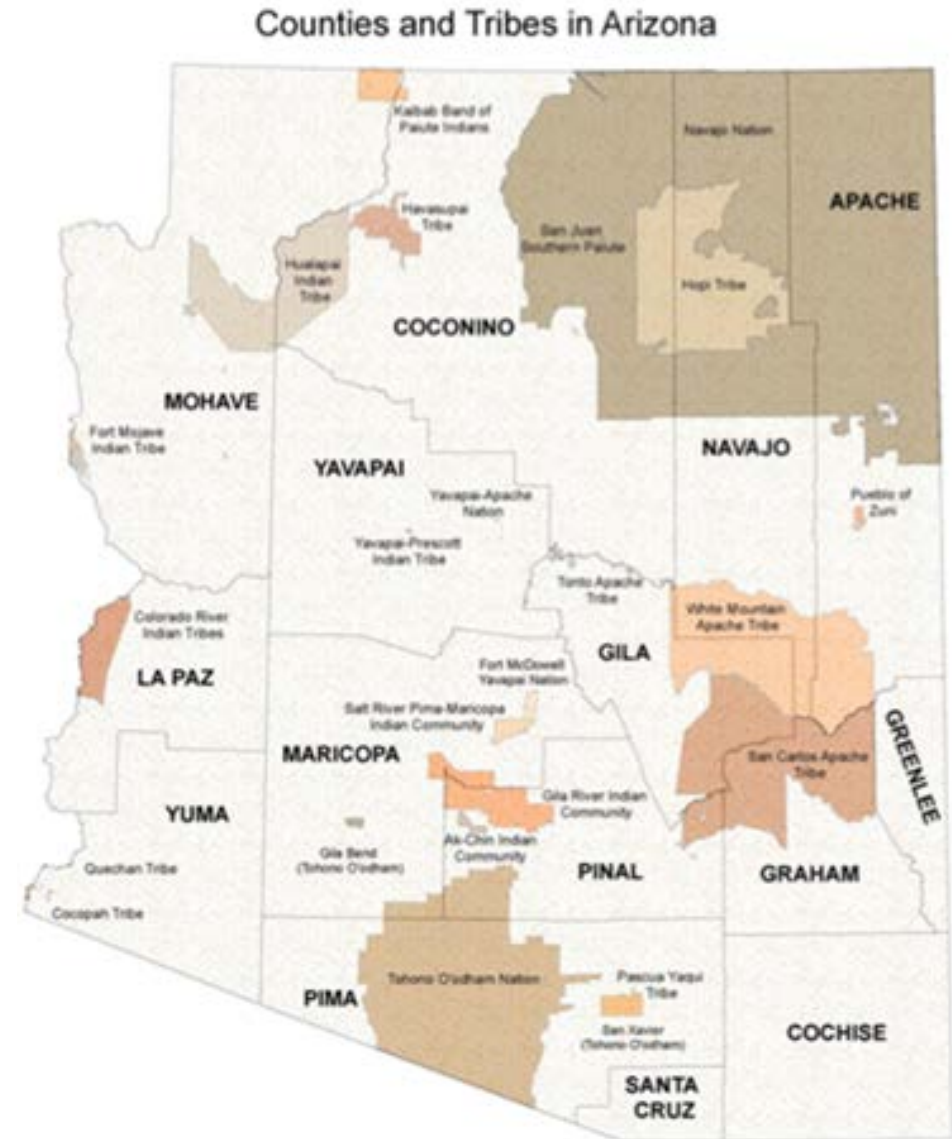 Counties and Tribes in Arizona
Kaibab Band of
Paiute Indians
Navajo Nation
APACHE
Havasupai
Tribe
San Juan
Southern Paiute
Hualapai
Indian
Tribe
Hopi Tribe
COCONINO
MOHAVE
Fort Mojave
Indian Tribe
NAVAJO
YAVAPAI
Yavapai-Apache
Nation
Pueblo of
Zuni
Yavapai-Prescott
Indian Tribe
Tonto Apache
Tribe
White Mountain
Apache Tribe
Colorado River
Indian Tribes
GILA
LA PAZ
Fort McDowell
Yavapai Nation
Salt River Pima-Maricopa
Indian Community
MARICOPA
San Carlos Apache
Tribe
GREENLEE
YUMA
Gila River Indian
Community
Ak-Chin Indian
Community
Gila Bend
(Tohono O'odham)
Quechan Tribe
PINAL
GRAHAM
Cocopah Tribe
Tohono O'odham Nation
Pascua Yaqui
Tribe
PIMA
San Xavier
(Tohono O'odham)
COCHISE
SANTA
CRUZ